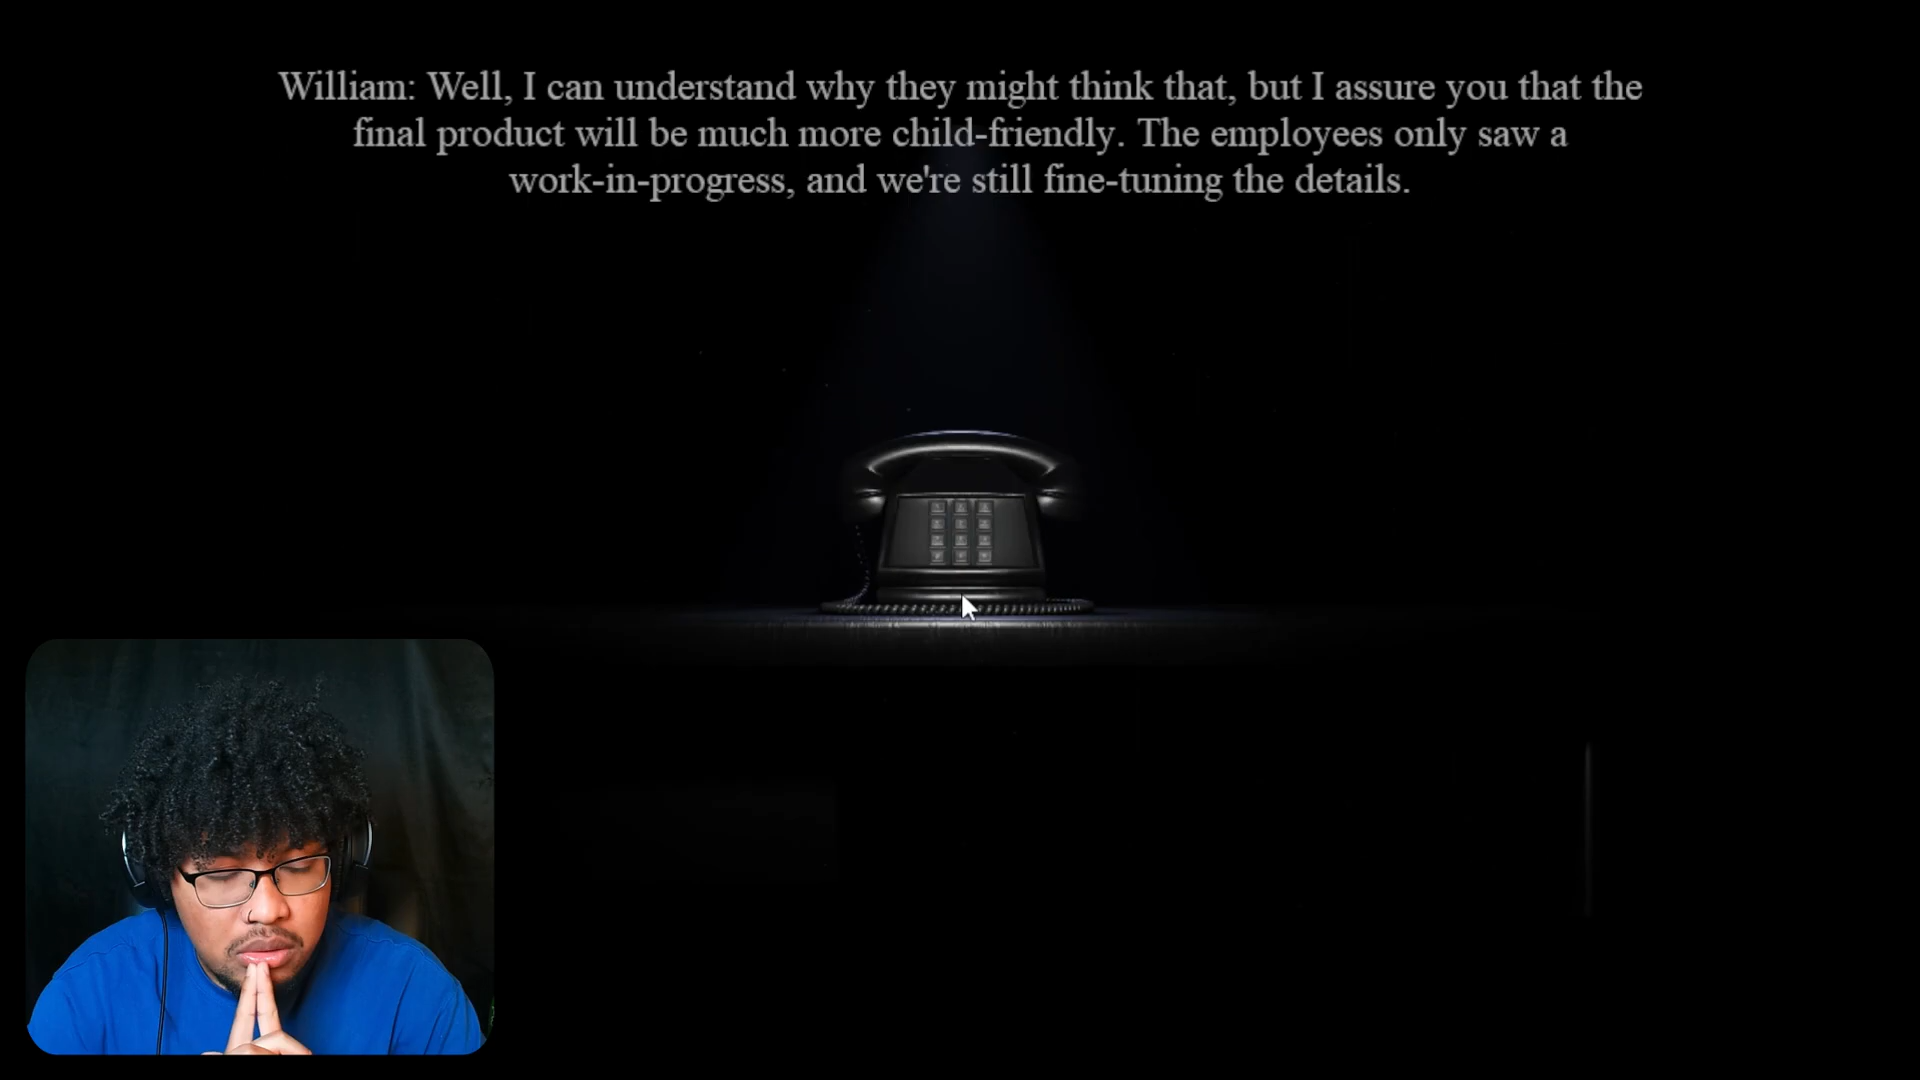 William: Well, I can understand why they might think that, but I assure you that the
final product will be much more child-friendly. The employees only saw a
work-in-progress, and we're still fine-tuning the details.